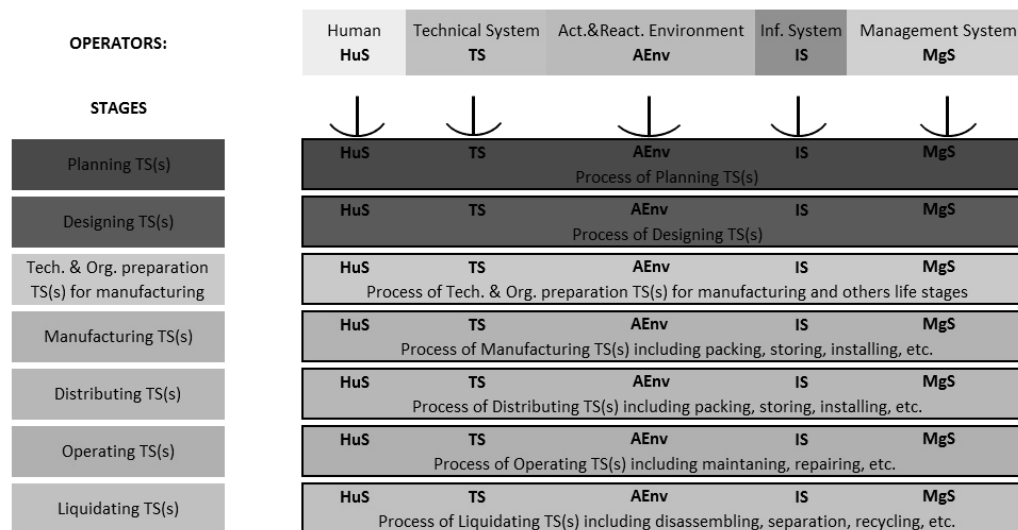 OPERATORS:
Human Technical System Act.&React. Environment Inf. System Management System
HuS TS AEnv IS MgS
STAGES
Planning TS(s)
HuS TS AEnv IS MgS
Process of Planning TS(s)
Designing TS(s)
HuS TS AEnv IS MgS
Process of Designing TS(s)
Tech. & Org. preparation
TS(s) for manufacturing
HuS TS AEnv IS MgS
Process of Tech. & Org. preparation TS(s) for manufacturing and others life stages
Manufacturing TS(s)
HuS TS AEnv IS MgS
Process of Manufacturing TS(s) including packing, storing, installing, etc.
Distributing TS(s)
HuS TS AEnv IS MgS
Process of Distributing TS(s) including packing, storing, installing, etc.
Operating TS(s)
HuS TS AEnv IS MgS
Process of Operating TS(s) including maintaning, repairing, etc.
Liquidating TS(s)
HuS TS AEnv IS MgS
Process of Liquidating TS(s) including disassembling, separation, recycling, etc.